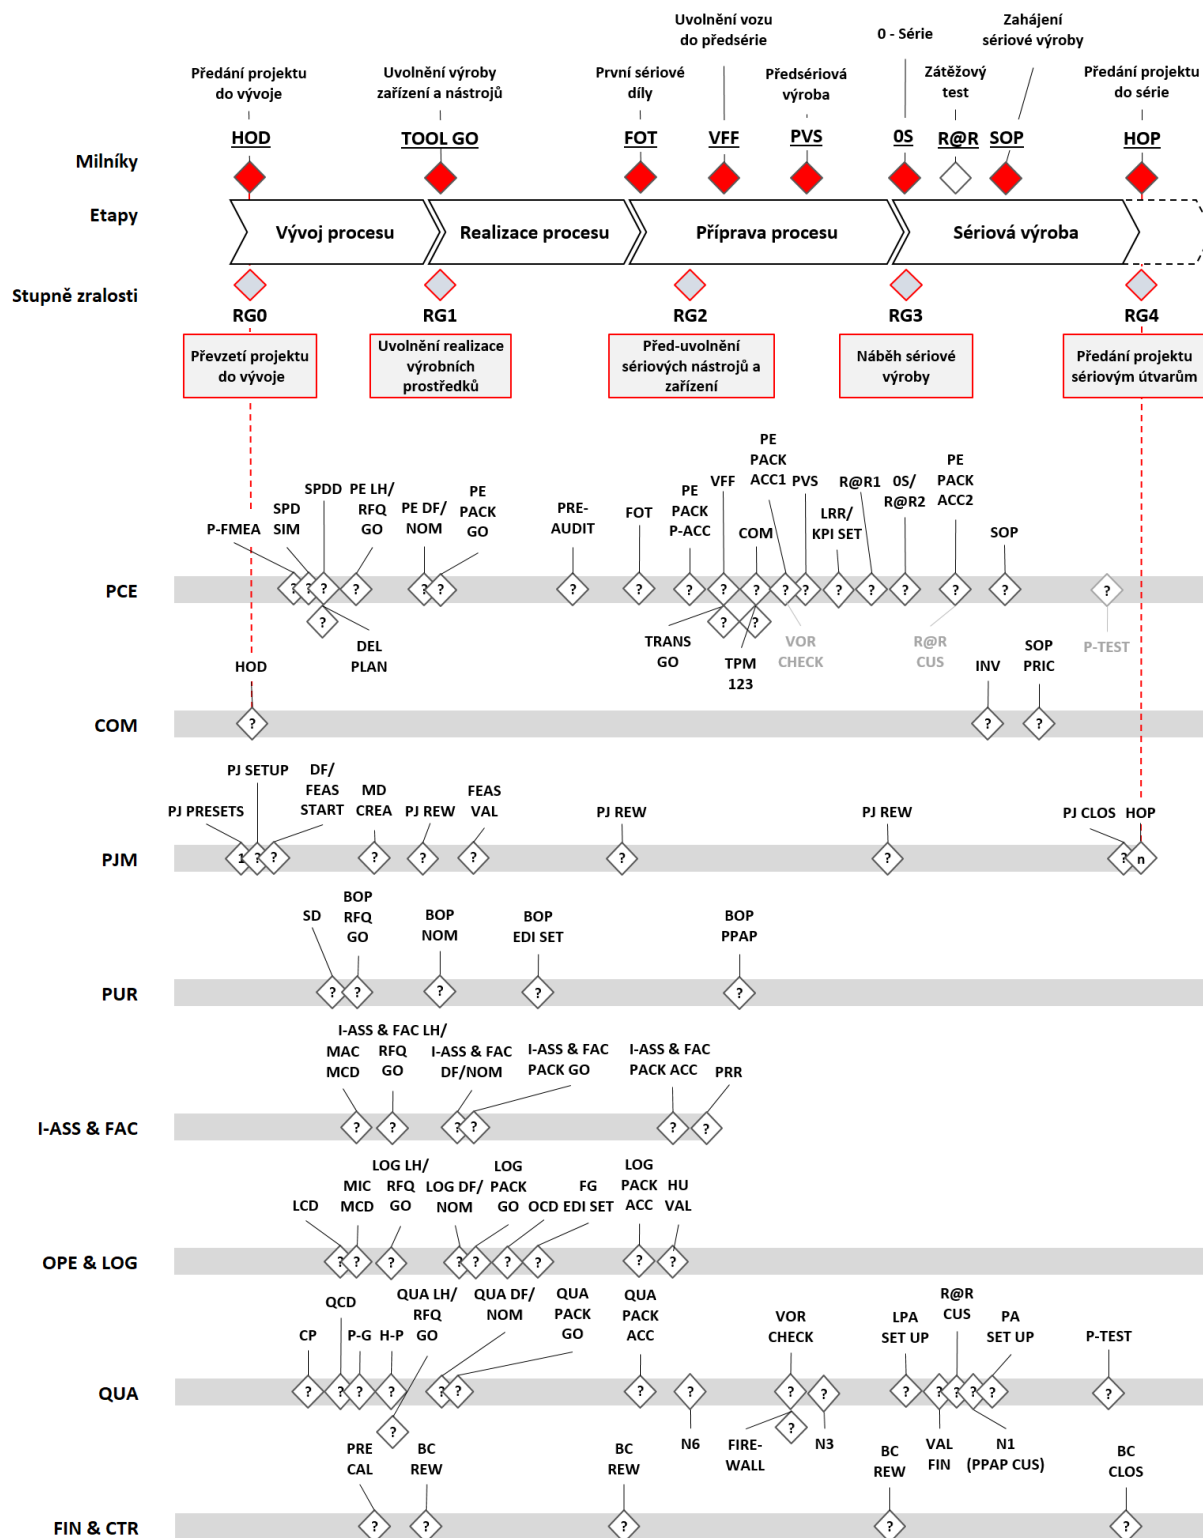 Uvolnění vozu
do předsérie
0 - Série
Zahájení
sériové výroby
Předání projektu
do vývoje
Uvolnění výroby
zařízení a nástrojů
První sériové
díly
Předsériová
výroba
Zátěžový
test
Předání projektu
do série
HOD
TOOL GO
FOT
VFF
PVS
0S
R@R
SOP
HOP
Milníky
Etapy
Vývoj procesu
Realizace procesu
Příprava procesu
Sériová výroba
Stupně zralosti
RG0
RG1
RG2
RG3
RG4
Převzetí projektu
do vývoje
Uvolnění realizace
výrobních
prostředků
Před-uvolnění
sériových nástrojů a
zařízení
Náběh sériové
výroby
Předání projektu
sériovým útvarům
PCE
P-FMEA
SPD
SIM
SPDD
PE LH/
RFQ
GO
PE DF/
NOM
PE
PACK
GO
PRE-
AUDIT
FOT
PE
PACK
P-ACC
VFF
COM
PE
PACK
ACC1
PVS
LRR/
KPI SET
R@R1
0S/
R@R2
PE
PACK
ACC2
SOP
? ? ? ? ? ? ? ? ? ? ? ? ? ? ? ? ? ? ?
? ? ?
DEL
PLAN
TRANS
GO
TPM
123
VOR
CHECK
R@R
CUS
P-TEST
COM
HOD
INV
SOP
PRIC
? ? ?
PJM
PJ PRESETS
PJ SETUP
DF/
FEAS
START
MD
CREA
PJ REW
FEAS
VAL
PJ REW
PJ REW
PJ CLOS
HOP
1 ? ? ? ? ? ? ? ? n
PUR
SD
BOP
RFQ
GO
BOP
NOM
BOP
EDI SET
BOP
PPAP
? ? ? ? ?
I-ASS & FAC
MAC
MCD
I-ASS & FAC LH/
RFQ
GO
I-ASS & FAC
DF/NOM
I-ASS & FAC
PACK GO
I-ASS & FAC
PACK ACC
PRR
? ? ? ? ? ?
OPE & LOG
LCD
MIC
MCD
LOG LH/
RFQ
GO
LOG DF/
NOM
LOG
PACK
GO
OCD
FG
EDI SET
LOG
PACK
ACC
HU
VAL
? ? ? ? ? ? ? ? ?
QUA
CP
QCD
P-G
H-P
QUA LH/
RFQ
GO
QUA DF/
NOM
QUA
PACK
GO
QUA
PACK
ACC
VOR
CHECK
LPA
SET UP
R@R
CUS
PA
SET UP
P-TEST
? ? ? ? ? ? ? ? ? ? ? ? ? ? ? ?
? ?
N6
FIRE-
WALL
N3
VAL
FIN
N1
(PPAP CUS)
FIN & CTR
PRE
CAL
BC
REW
BC
REW
BC
REW
BC
CLOS
? ? ? ? ?